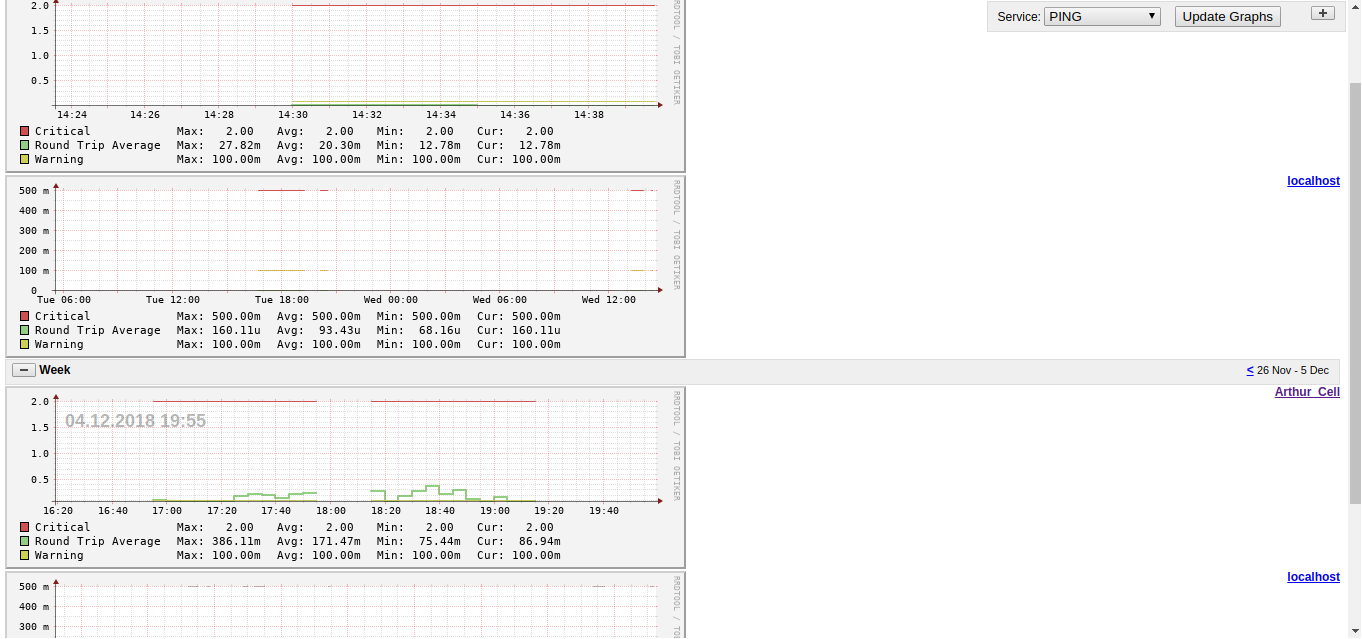 Service: PING Update Graphs +
2.0
1.5
1.0
0.5
14:24 14:26 14:28 14:30 14:32 14:34 14:36 14:38
RRDTOOL / TOBI OETIKER
Critical Max: 2.00 Avg: 2.00 Min: 2.00 Cur: 2.00
Round Trip Average Max: 27.82m Avg: 20.30m Min: 12.78m Cur: 12.78m
Warning Max: 100.00m Avg: 100.00m Min: 100.00m Cur: 100.00m
localhost
500 m
400 m
300 m
200 m
100 m
0
Tue 06:00 Tue 12:00 Tue 18:00 Wed 00:00 Wed 06:00 Wed 12:00
RRDTOOL / TOBI OETIKER
Critical Max: 500.00m Avg: 500.00m Min: 500.00m Cur: 500.00m
Round Trip Average Max: 160.11u Avg: 93.43u Min: 68.16u Cur: 160.11u
Warning Max: 100.00m Avg: 100.00m Min: 100.00m Cur: 100.00m
− Week < 26 Nov - 5 Dec
Arthur_Cell
2.0
04.12.2018 19:55
1.5
1.0
0.5
16:20 16:40 17:00 17:20 17:40 18:00 18:20 18:40 19:00 19:20 19:40
RRDTOOL / TOBI OETIKER
Critical Max: 2.00 Avg: 2.00 Min: 2.00 Cur: 2.00
Round Trip Average Max: 386.11m Avg: 171.47m Min: 75.44m Cur: 86.94m
Warning Max: 100.00m Avg: 100.00m Min: 100.00m Cur: 100.00m
localhost
500 m
400 m
300 m
RRDTOOL / TO